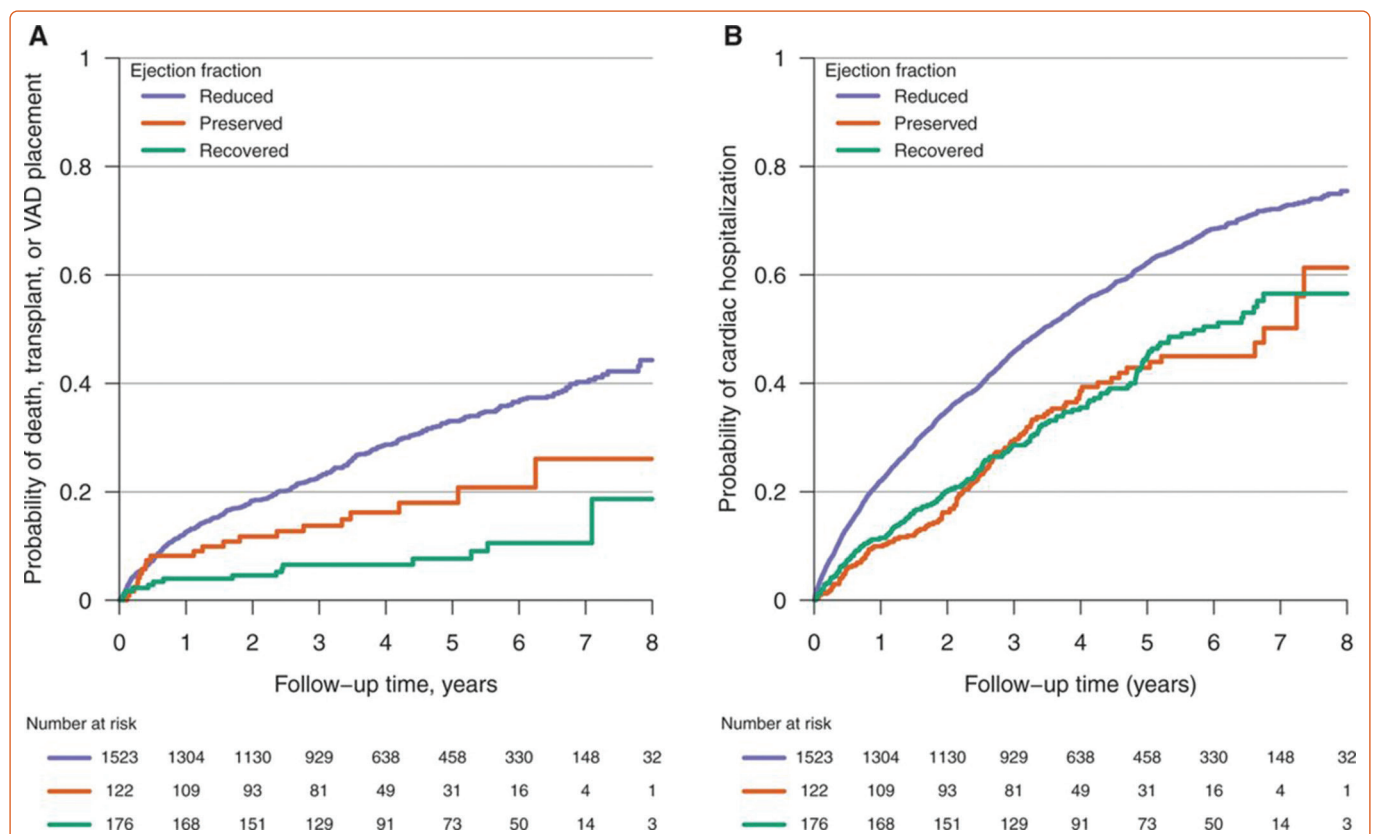 A
Probability of death, transplant, or VAD placement
1
0.8
0.6
0.4
0.2
0
Ejection fraction
Reduced
Preserved
Recovered
0 1 2 3 4 5 6 7 8
Follow–up time, years
Number at risk
1523 1304 1130 929 638 458 330 148 32
122 109 93 81 49 31 16 4 1
176 168 151 129 91 73 50 14 3
B
Probability of cardiac hospitalization
1
0.8
0.6
0.4
0.2
0
Ejection fraction
Reduced
Preserved
Recovered
0 1 2 3 4 5 6 7 8
Follow–up time (years)
Number at risk
1523 1304 1130 929 638 458 330 148 32
122 109 93 81 49 31 16 4 1
176 168 151 129 91 73 50 14 3